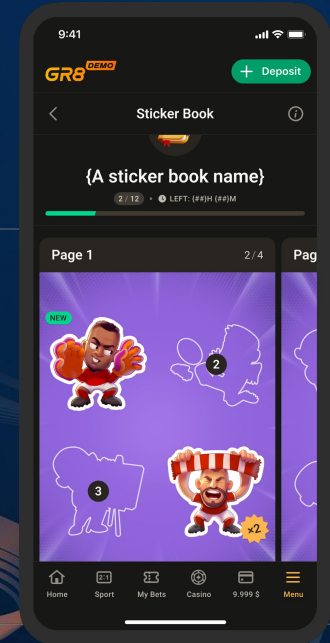 9:41
GR8 DEMO
+ Deposit
Sticker Book
{A sticker book name}
2 / 12 • LEFT: (##)H (##)M
Page 1 2/4 Pag
NEW
2
3
×2
2:1
Home Sport My Bets Casino 9.999 $ Menu